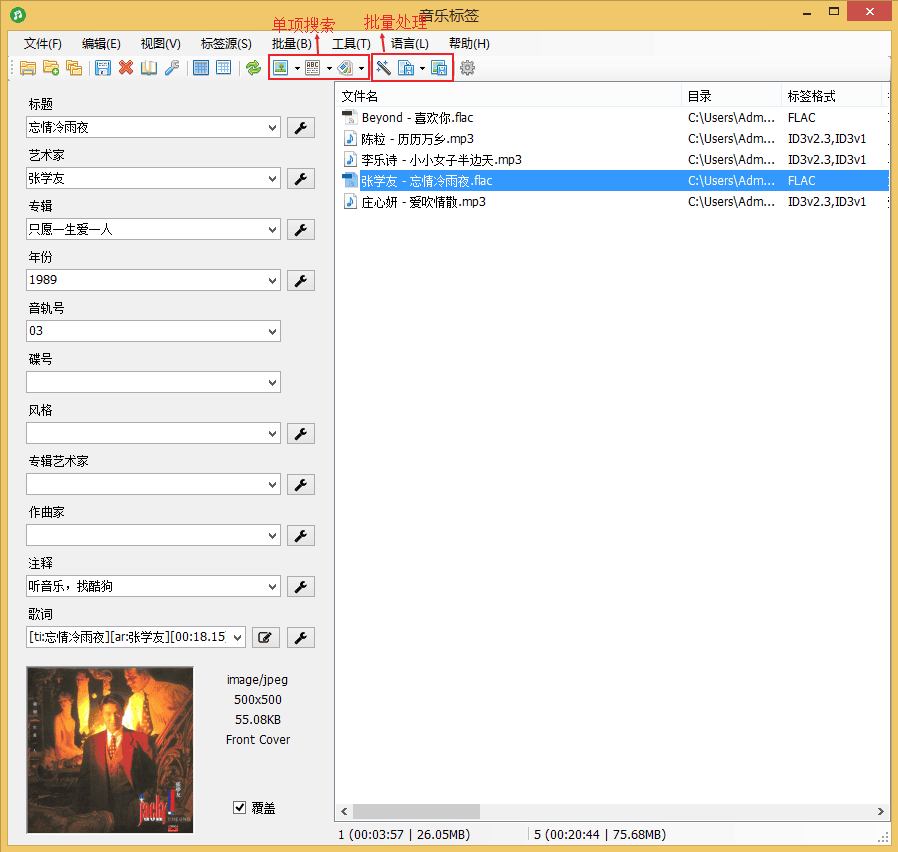 音乐标签
单项搜索
批量处理
文件(F) 编辑(E) 视图(V) 标签源(S) 批量(B) 工具(T) 语言(L) 帮助(H)
ABC
标题
忘情冷雨夜
艺术家
张学友
专辑
只愿一生爱一人
年份
1989
音轨号
03
碟号
风格
专辑艺术家
作曲家
注释
听音乐，找酷狗
歌词
[ti:忘情冷雨夜][ar:张学友][00:18.15]
jacky
CHEUNG
image/jpeg
500x500
55.08KB
Front Cover
覆盖
文件名 目录 标签格式
Beyond - 喜欢你.flac C:\Users\Adm... FLAC
陈粒 - 历历万乡.mp3 C:\Users\Adm... ID3v2.3,ID3v1
李乐诗 - 小小女子半边天.mp3 C:\Users\Adm... ID3v2.3,ID3v1
张学友 - 忘情冷雨夜.flac C:\Users\Adm... FLAC
庄心妍 - 爱吹情散.mp3 C:\Users\Adm... ID3v2.3,ID3v1
1 (00:03:57 | 26.05MB) 5 (00:20:44 | 75.68MB)